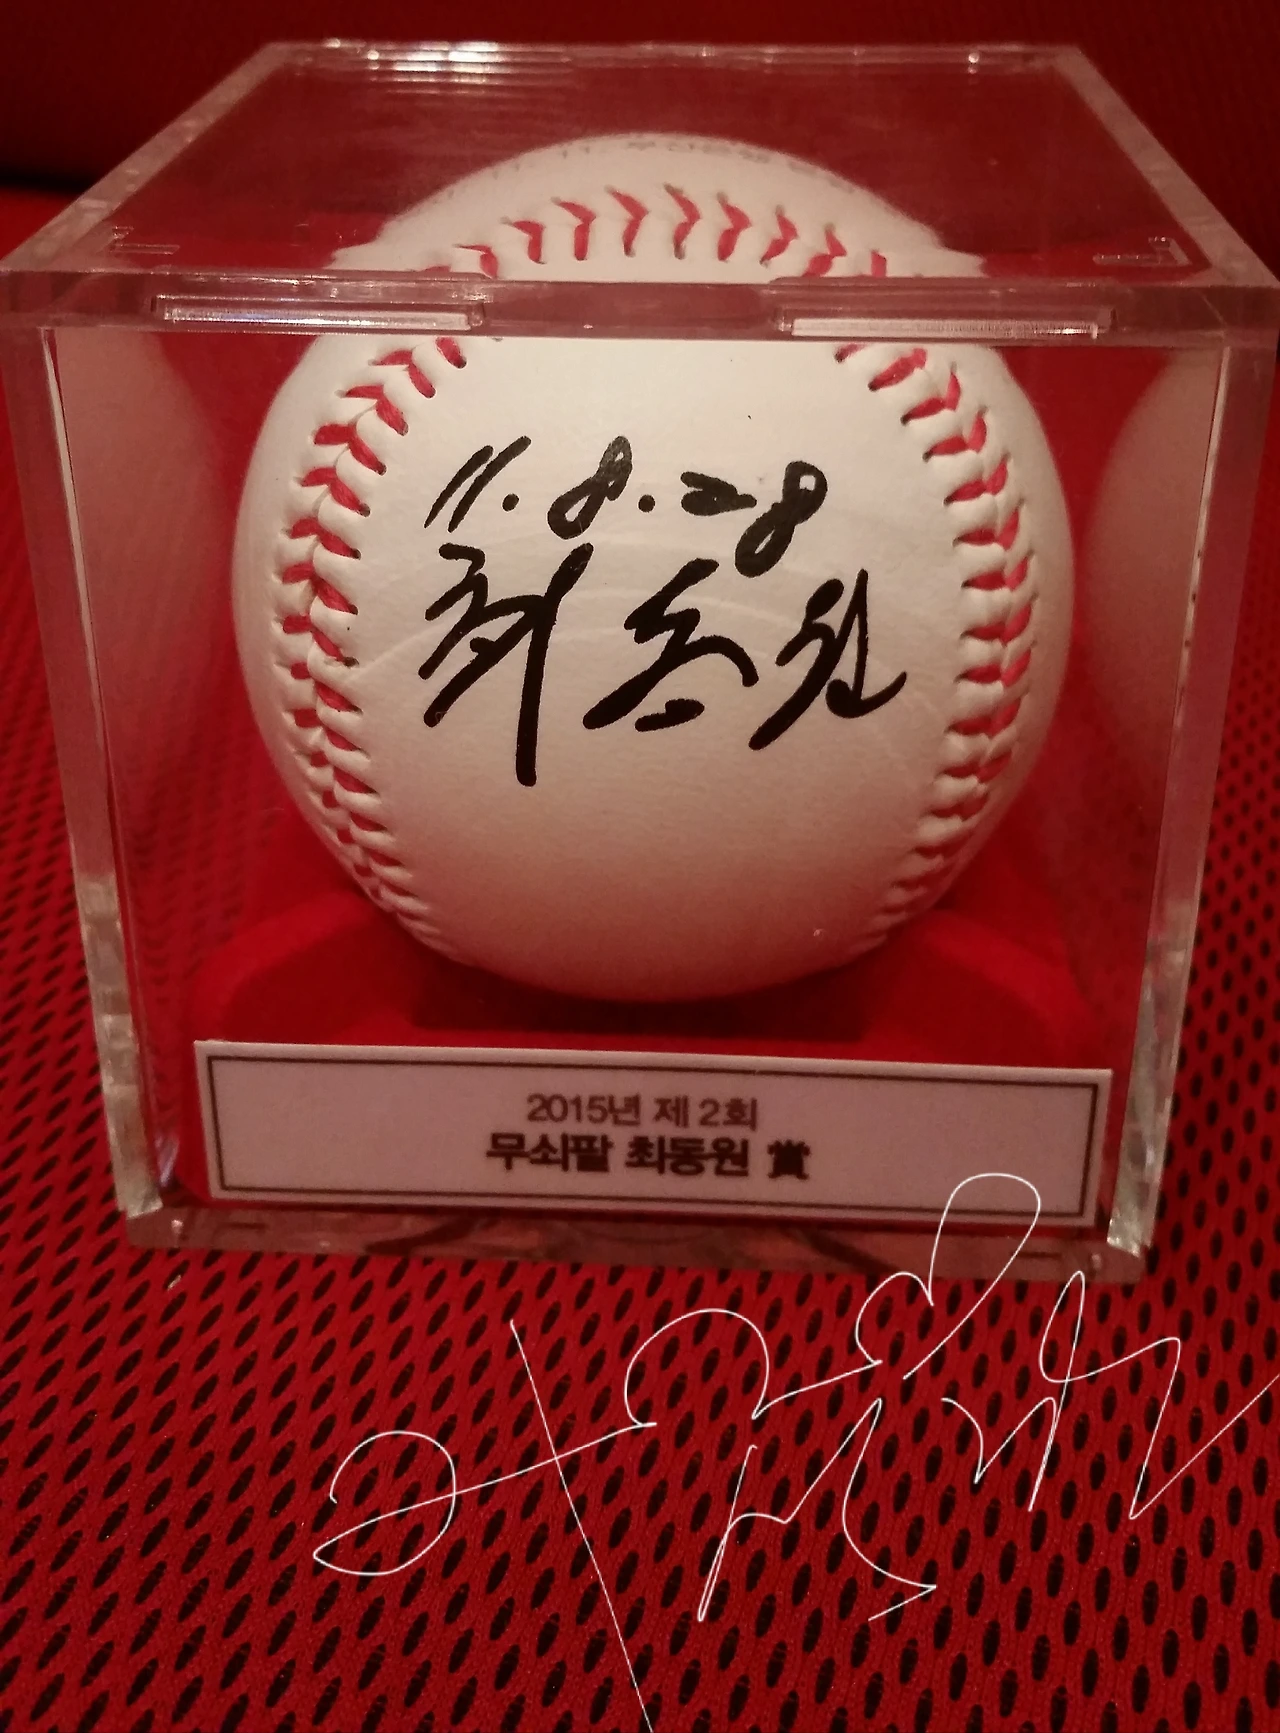 11.8.28
최동원
2015년 제 2회
무쇠팔 최동원 賞